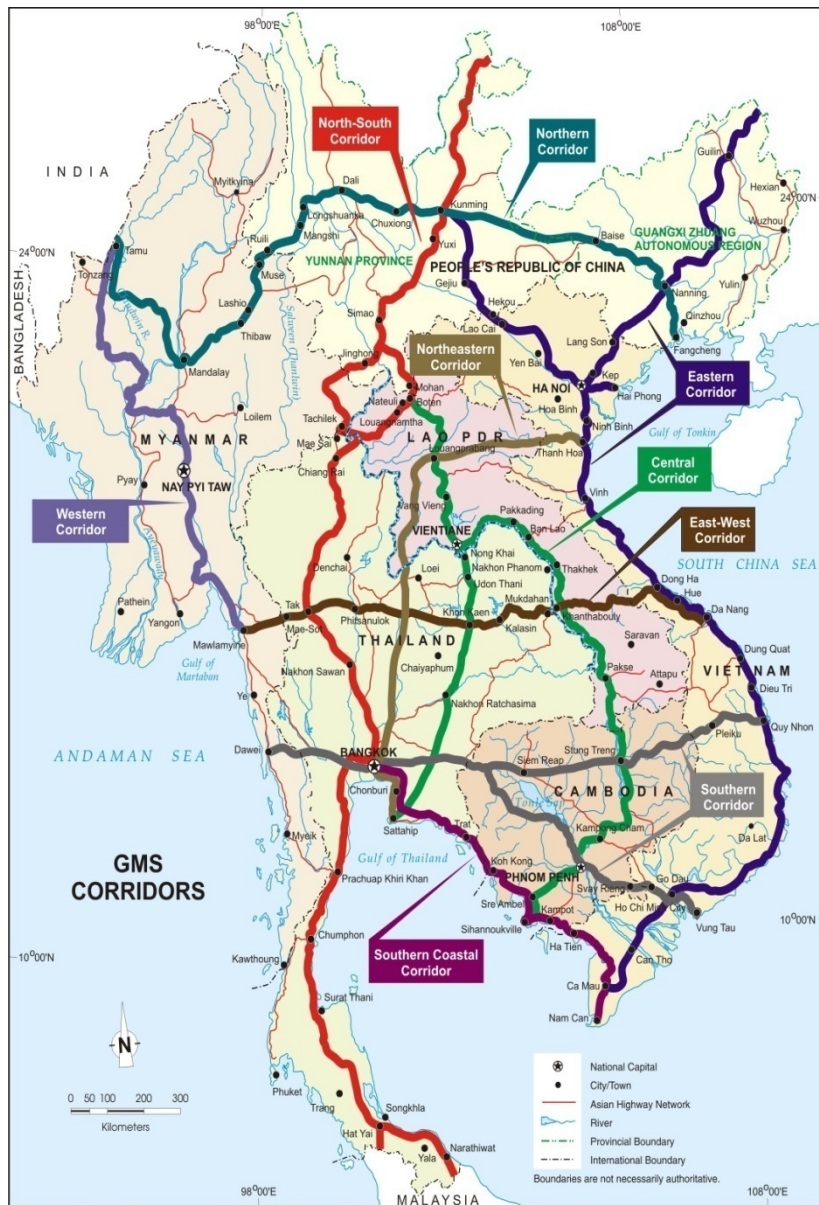 98°00'E
108°00'E
North-South
Corridor
Northern
Corridor
Guilin
INDIA
Myitkyina
Dali
Hexian
24°00'N
Longshuan
Chuxiong
Kunming
Wuzhou
Mangshi
Baise
GUANGXI ZHUANG
AUTONOMOUS REGION
Tamu
Ruili
Yuxi
24°00'N
Tonzang
Muse
YUNNAN PROVINCE
PEOPLE'S REPUBLIC OF CHINA
Yulin
BANGLADESH
Gejiu
Nanning
Lashio
Simao
Hekou
Qinzhou
Thibaw
Lao Cai
Lang Son
Fangcheng
Salween (Thanlwin)
Mandalay
Jinghong
Northeastern
Corridor
Yen Bai
Kep
Eastern
Corridor
Mohan
HA NOI
Hai Phong
Nateuli
Boten
Loilem
Louangnamtha
Hoa Binh
MYANMAR
Tachilek
Ninh Binh
Gulf of Tonkin
Mae Sai
LAO PDR
Thanh Hoa
Chiang Rai
Louangprabang
Central
Corridor
NAY PYI TAW
Pyay
Vang Vieng
Vinh
Western
Corridor
Pakkading
VIENTIANE
Ban Lao
East-West
Corridor
Nong Khai
Nakhon Phanom
Thakhek
SOUTH CHINA SEA
Denchai
Loei
Udon Thani
Dong Ha
Pathein
Yangon
Mukdahan
Hue
Tak
Khon Kaen
Khanthabouly
Da Nang
Mawlamyine
Mae-Sot
Phitsanulok
Kalasin
THAILAND
Saravan
Gulf of
Martaban
Chaiyaphum
Dung Quat
Nakhon Sawan
Pakse
VIETNAM
Attapu
Dieu Tri
Ye
Nakhon Ratchasima
Pleiku
Quy Nhon
ANDAMAN SEA
Dawei
BANGKOK
Stung Treng
Siem Reap
Chonburi
CAMBODIA
Southern
Corridor
Tonle Sap
Sattahip
Trat
Kampong Cham
Da Lat
Myeik
Gulf of Thailand
GMS
CORRIDORS
Koh Kong
PHNOM PENH
Go Dau
Prachuap Khiri Khan
Svay Rieng
Sre Ambel
Ho Chi Minh City
Kampot
Vung Tau
10°00'N
Sihannoukville
Chumphon
Southern Coastal
Corridor
Ha Tien
10°00'N
Kawthoung
Can Tho
Ca Mau
Surat Thani
Nam Can
N
National Capital
City/Town
Phuket
Asian Highway Network
0 50 100 200 300
Trang
Songkhla
River
Kilometers
Hat Yai
Provincial Boundary
Yala
Narathiwat
International Boundary
Boundaries are not necessarily authoritative.
98°00'E
MALAYSIA
108°00'E